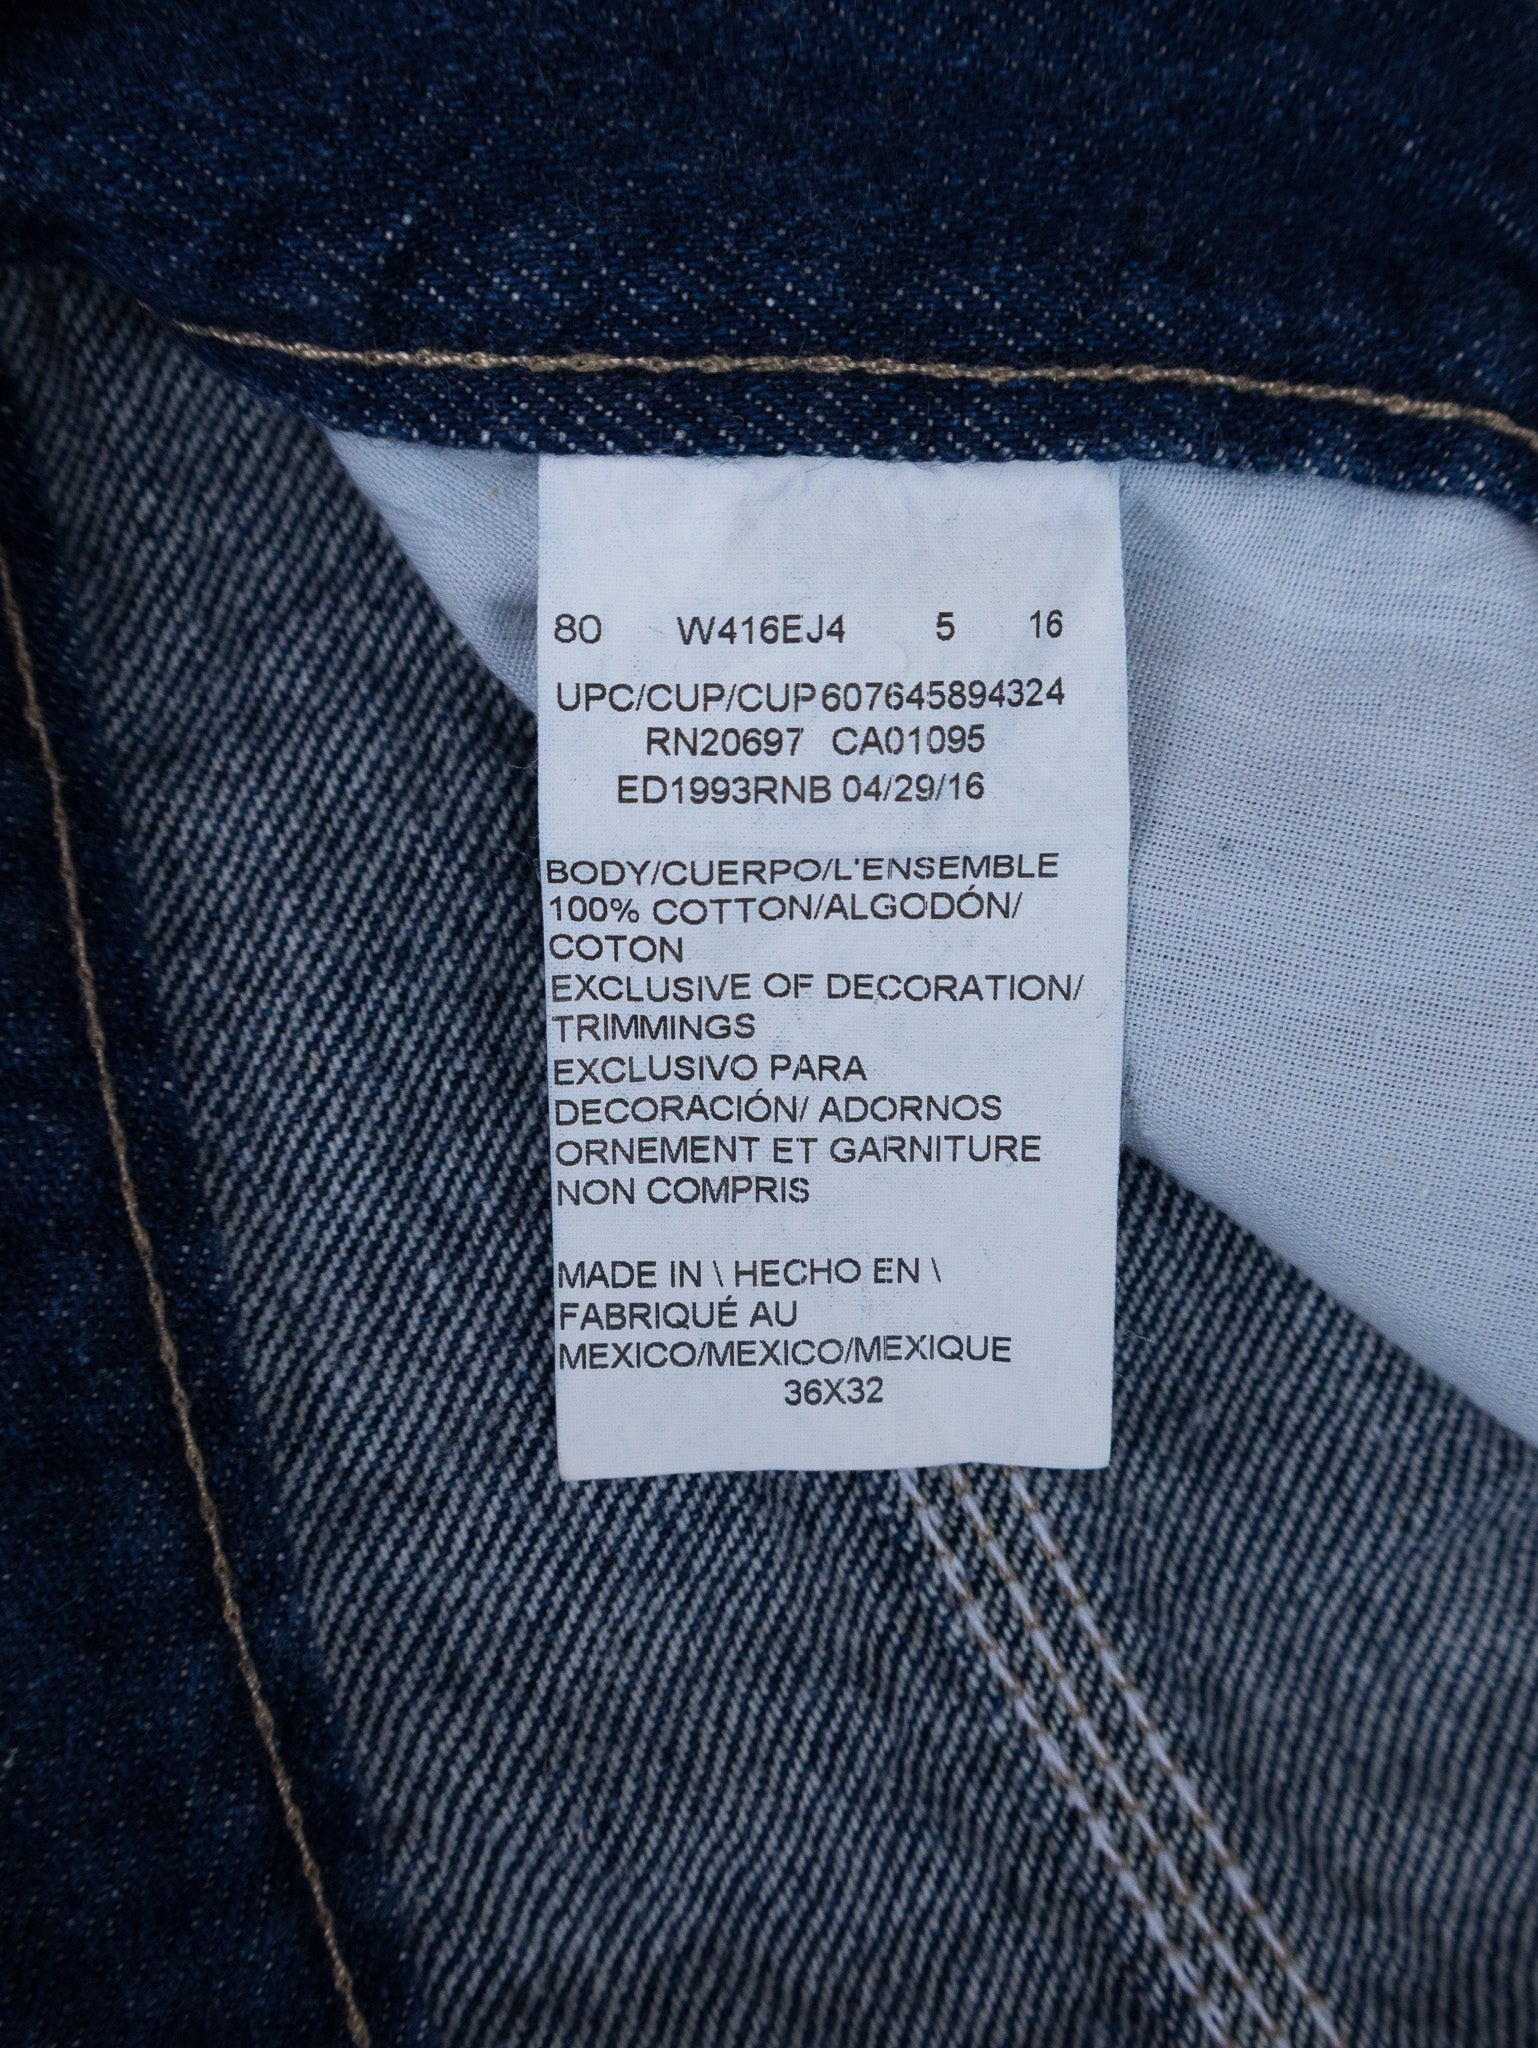 80 W416EJ4 5 16
UPC/CUP/CUP607645894324
RN20697 CA01095
ED1993RNB 04/29/16
BODY/CUERPO/L'ENSEMBLE
100% COTTON/ALGODÓN/
COTON
EXCLUSIVE OF DECORATION/
TRIMMINGS
EXCLUSIVO PARA
DECORACIÓN/ ADORNOS
ORNEMENT ET GARNITURE
NON COMPRIS
MADE IN \ HECHO EN \
FABRIQUÉ AU
MEXICO/MEXICO/MEXIQUE
36X32